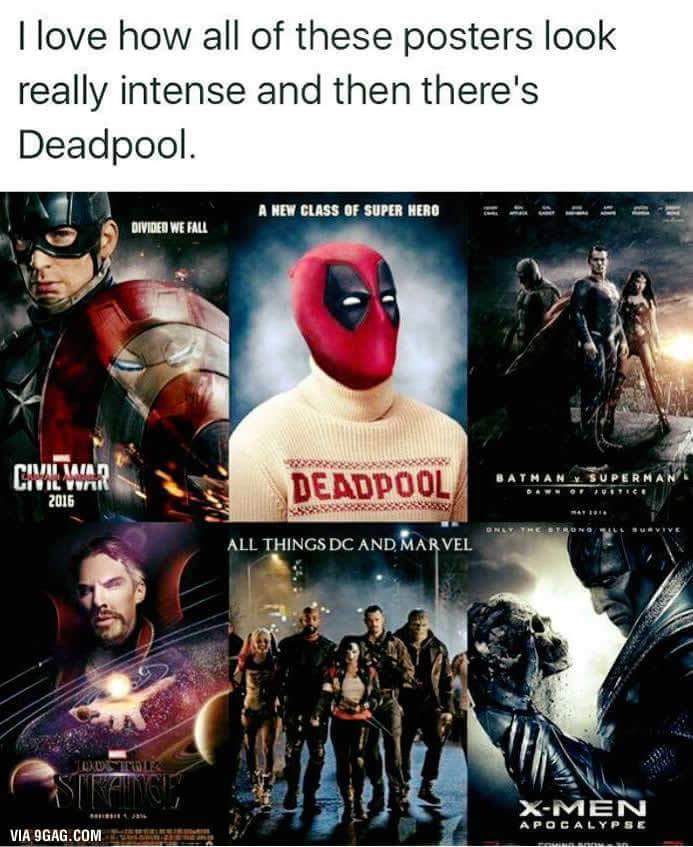 I love how all of these posters look
really intense and then there's
Deadpool.
DIVIDED WE FALL
CIVIL WAR
2016
A NEW CLASS OF SUPER HERO
DEADPOOL
BATMAN v SUPERMAN
DAWN OF JUSTICE
ALL THINGS DC AND MARVEL
STRANGE
ONLY THE STRONG WILL SURVIVE
X-MEN
APOCALYPSE
VIA 9GAG.COM